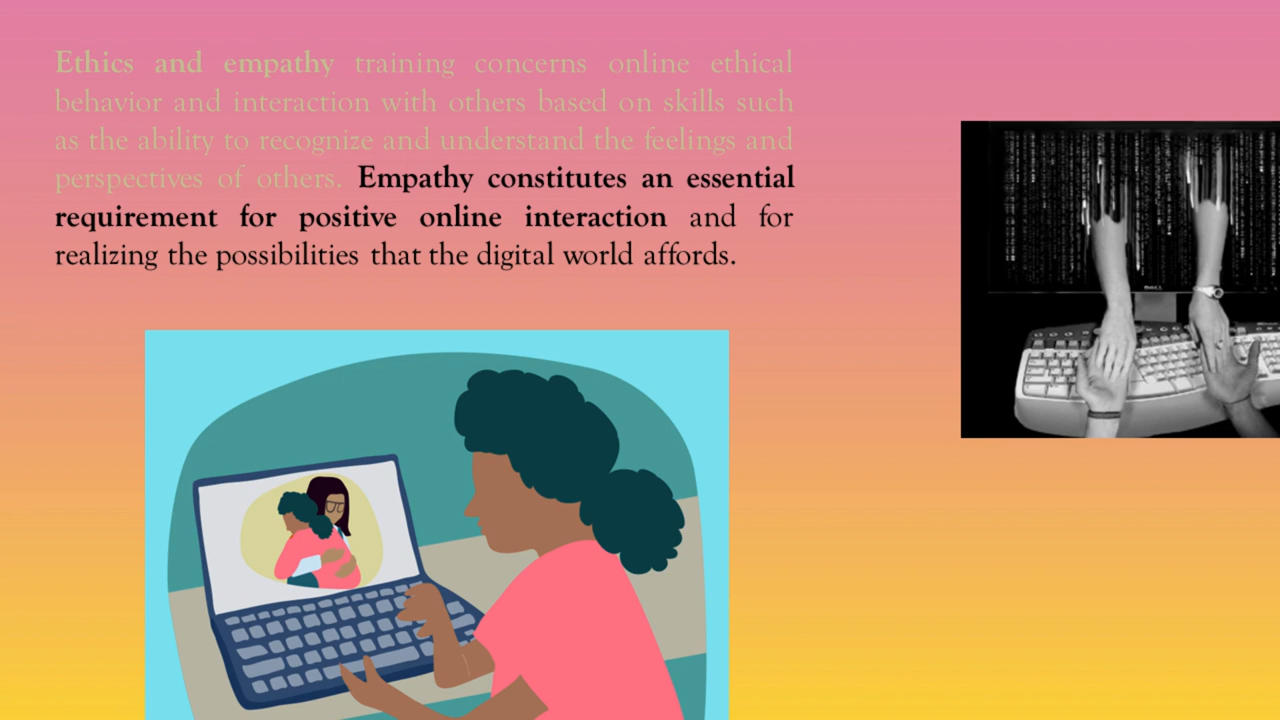 Ethics and empathy training concerns online ethical
behavior and interaction with others based on skills such
as the ability to recognize and understand the feelings and
perspectives of others. Empathy constitutes an essential
requirement for positive online interaction and for
realizing the possibilities that the digital world affords.
DELL